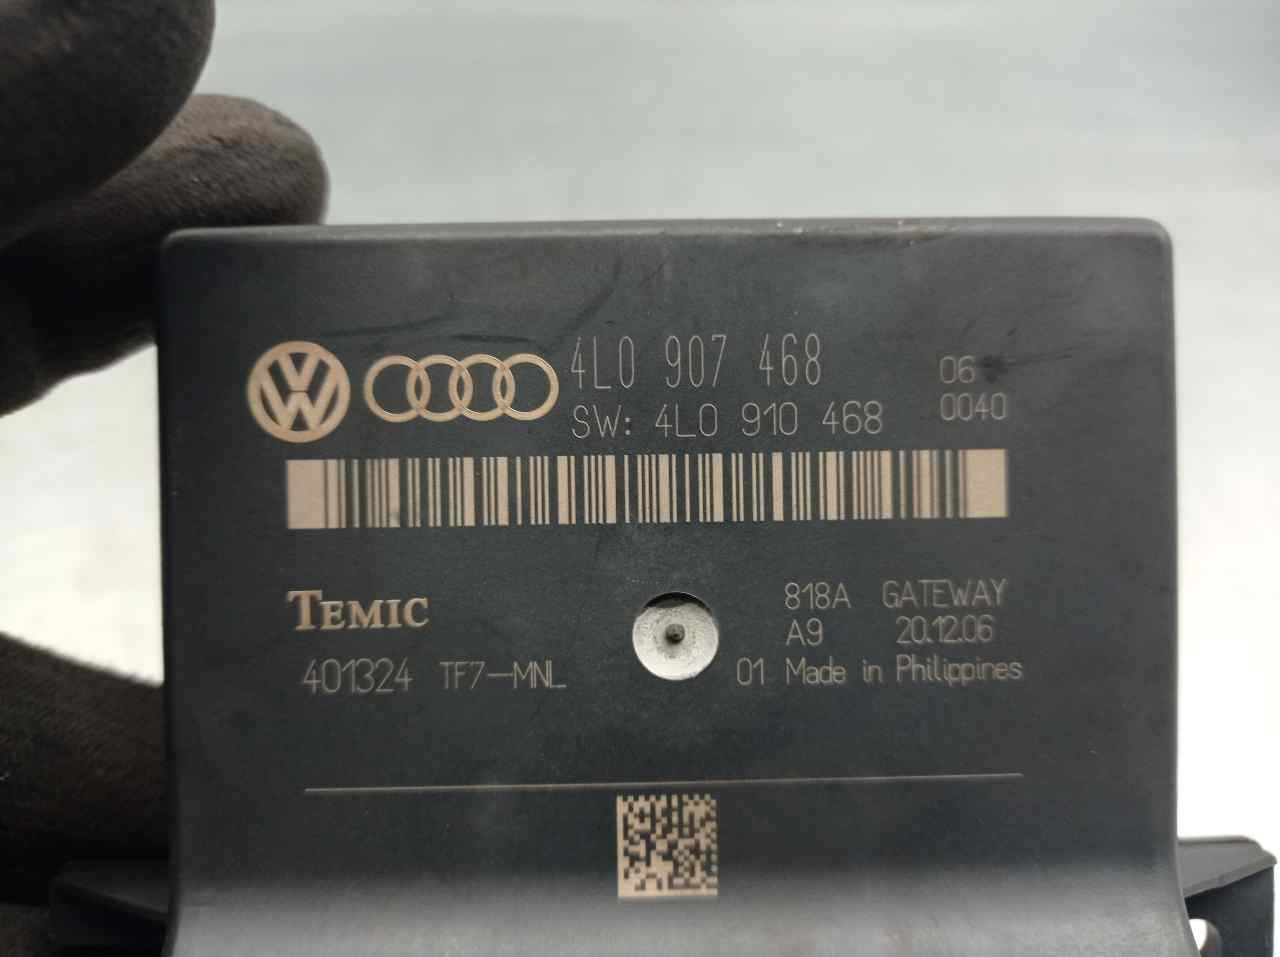 4L0 907 468 06
SW: 4L0 910 468 0040
TEMIC
818A GATEWAY
A9 20.12.06
401324 TF7-MNL
01 Made in Philippines